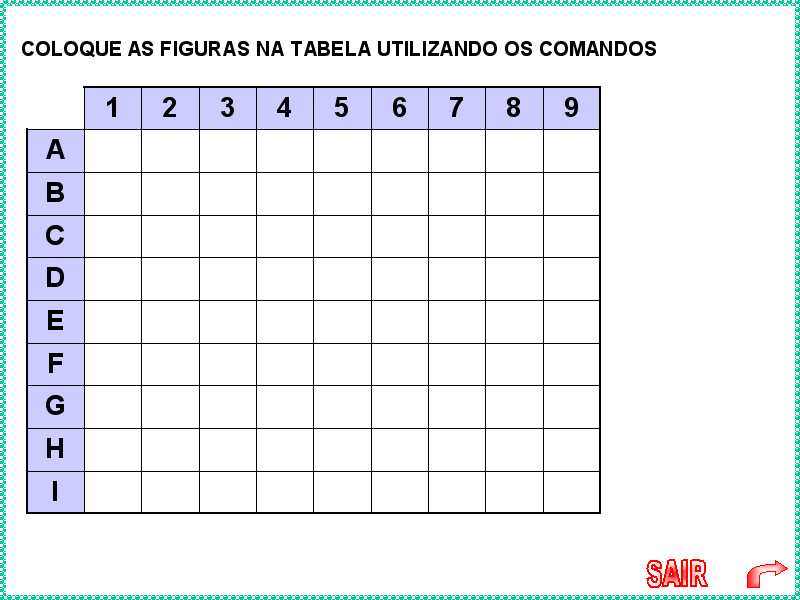 COLOQUE AS FIGURAS NA TABELA UTILIZANDO OS COMANDOS
1 2 3 4 5 6 7 8 9
A
B
C
D
E
F
G
H
I
SAIR